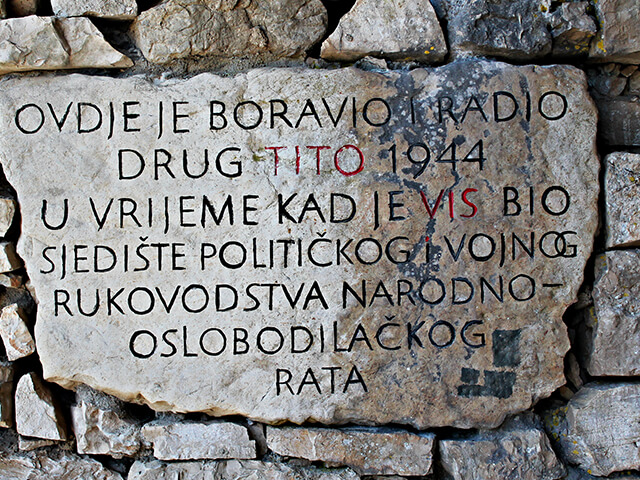 OVDJE JE BORAVIO I RADIO
DRUG TITO 1944
U VRIJEME KAD JE VIS BIO
SJEDIŠTE POLITIČKOG I VOJNOG
RUKOVODSTVA NARODNO-
OSLOBODILAČKOG
RATA